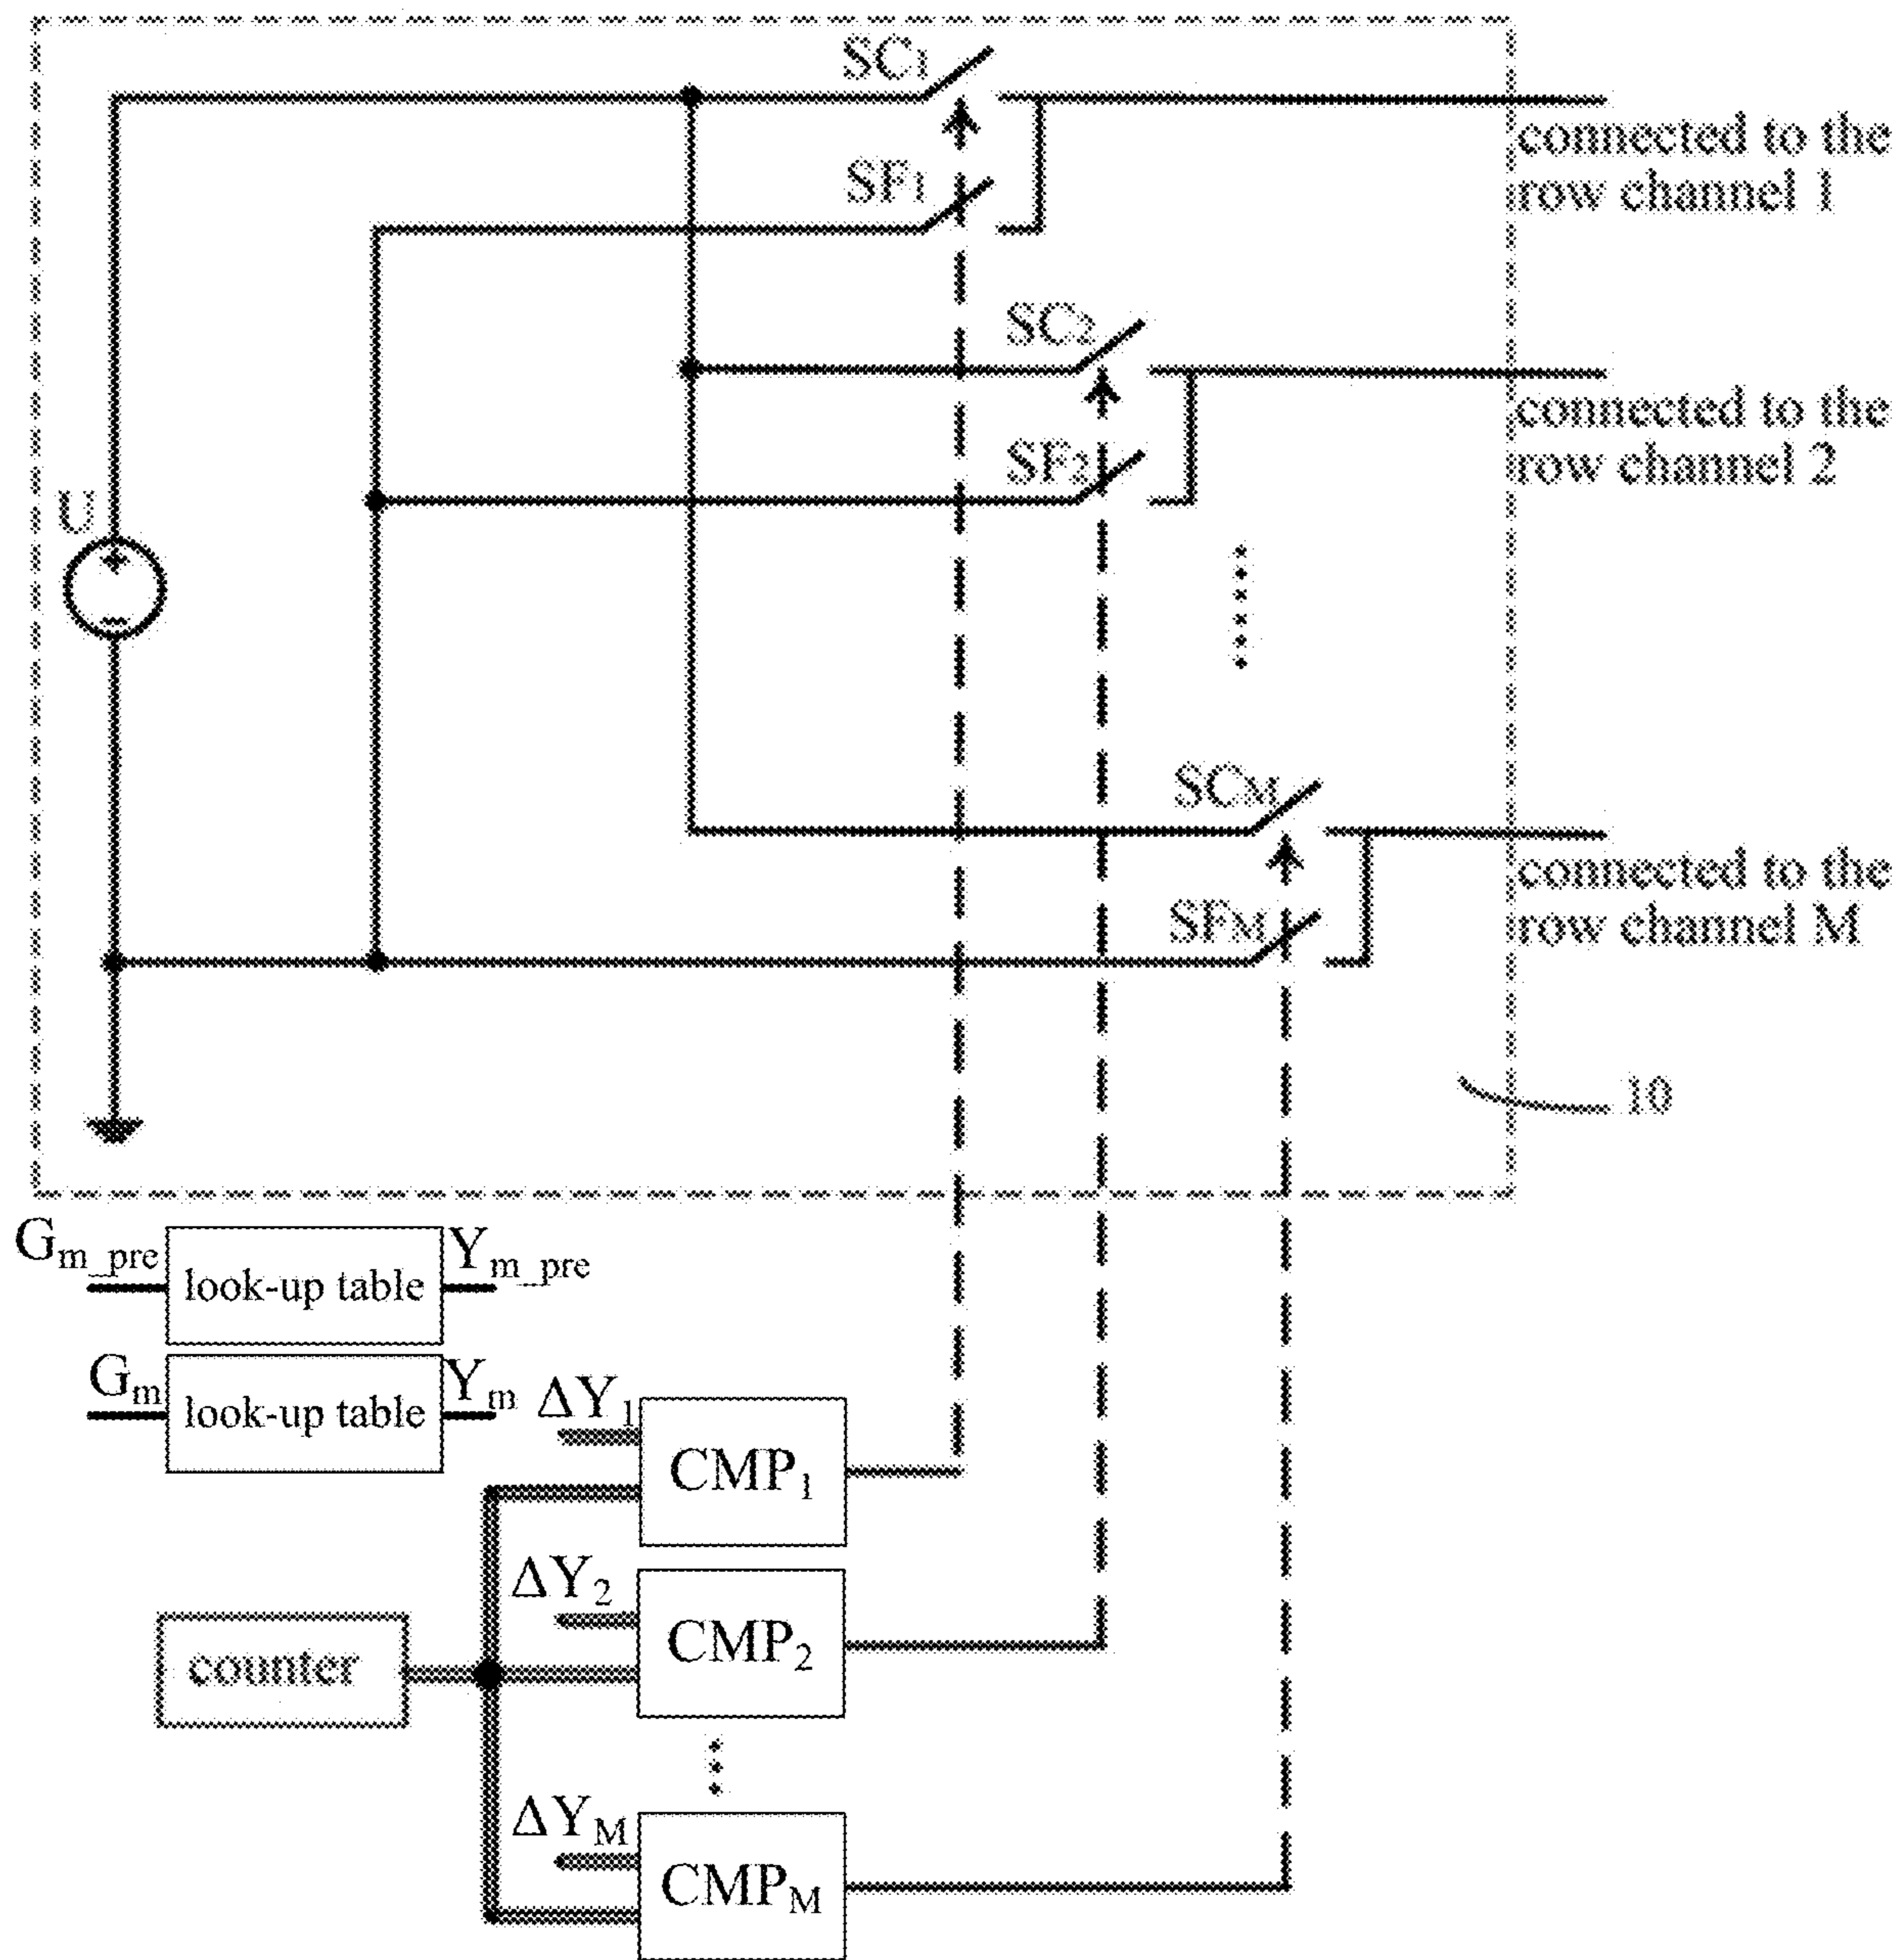 SC1
connected to the
row channel 1
SF1
SC2
connected to the
row channel 2
SF2
U
+
-
SCM
connected to the
row channel M
SFM
10
Gm_pre
look-up table
Ym_pre
Gm
look-up table
Ym
ΔY1
CMP1
ΔY2
CMP2
counter
ΔYM
CMPM